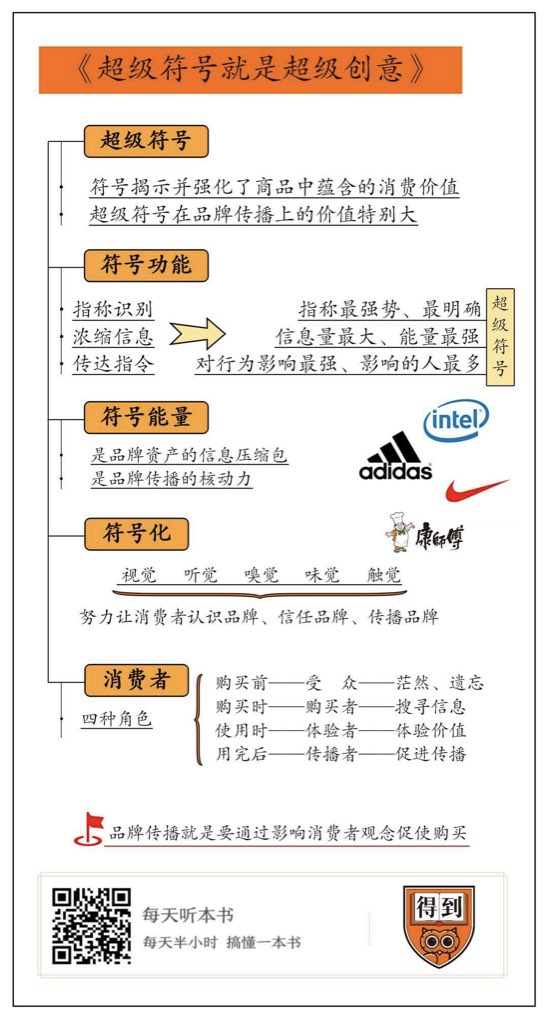 《超级符号就是超级创意》
超级符号
符号揭示并强化了商品中蕴含的消费价值
超级符号在品牌传播上的价值特别大
符号功能
指称识别
浓缩信息
传达指令
指称最强势、最明确
信息量最大、能量最强
对行为影响最强、影响的人最多
超级符号
符号能量
是品牌资产的信息压缩包
是品牌传播的核动力
intel
adidas
符号化
康師傅
视觉 听觉 嗅觉 味觉 触觉
努力让消费者认识品牌、信任品牌、传播品牌
消费者
四种角色
购买前——受 众——茫然、遗忘
购买时——购买者——搜寻信息
使用时——体验者——体验价值
用完后——传播者——促进传播
品牌传播就是要通过影响消费者观念促使购买
每天听本书
每天半小时 搞懂一本书
得到